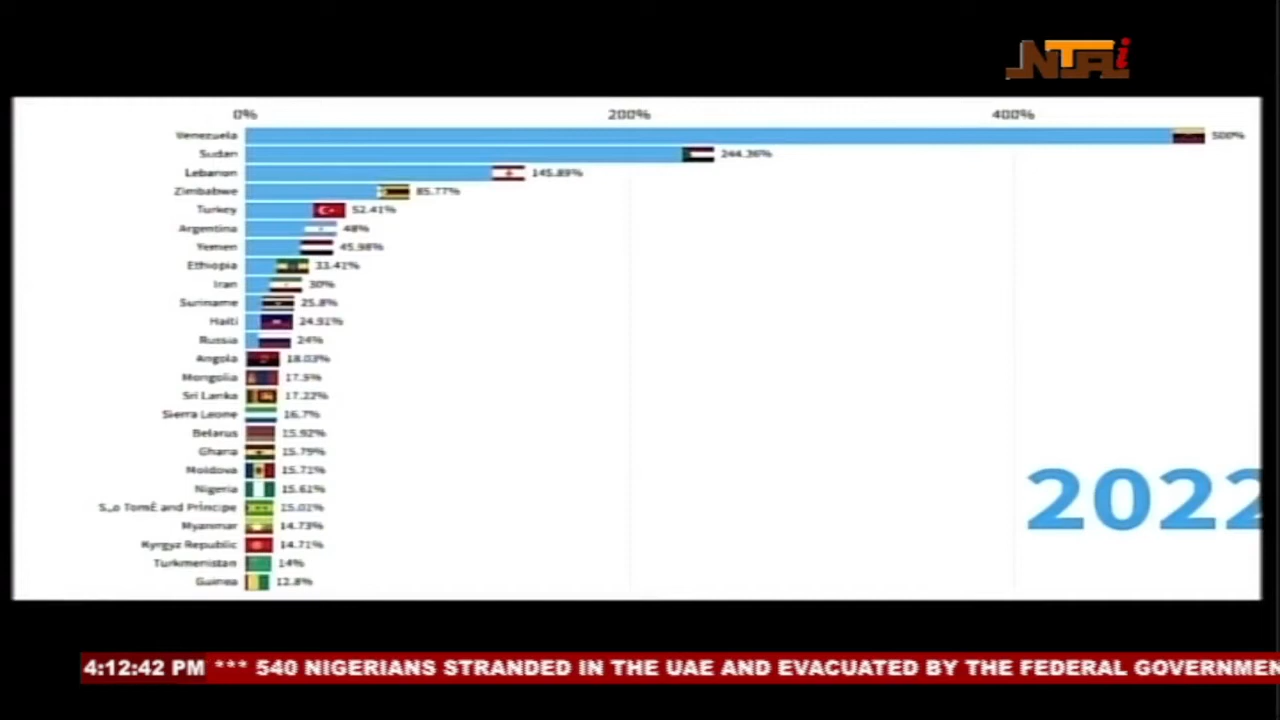 NTAi
0% 200% 400%
Venezuela 500%
Sudan 244.36%
Lebanon 145.89%
Zimbabwe 85.77%
Turkey 52.41%
Argentina 48%
Yemen 45.98%
Ethiopia 33.41%
Iran 30%
Suriname 25.8%
Haiti 24.91%
Russia 24%
Angola 18.03%
Mongolia 17.5%
Sri Lanka 17.22%
Sierra Leone 16.7%
Belarus 15.92%
Ghana 15.79%
Moldova 15.71%
Nigeria 15.61%
S„o TomÈ and PrÌncipe 15.01%
Myanmar 14.73%
Kyrgyz Republic 14.71%
Turkmenistan 14%
Guinea 12.8%
2022
4:12:42 PM *** 540 NIGERIANS STRANDED IN THE UAE AND EVACUATED BY THE FEDERAL GOVERNMEN